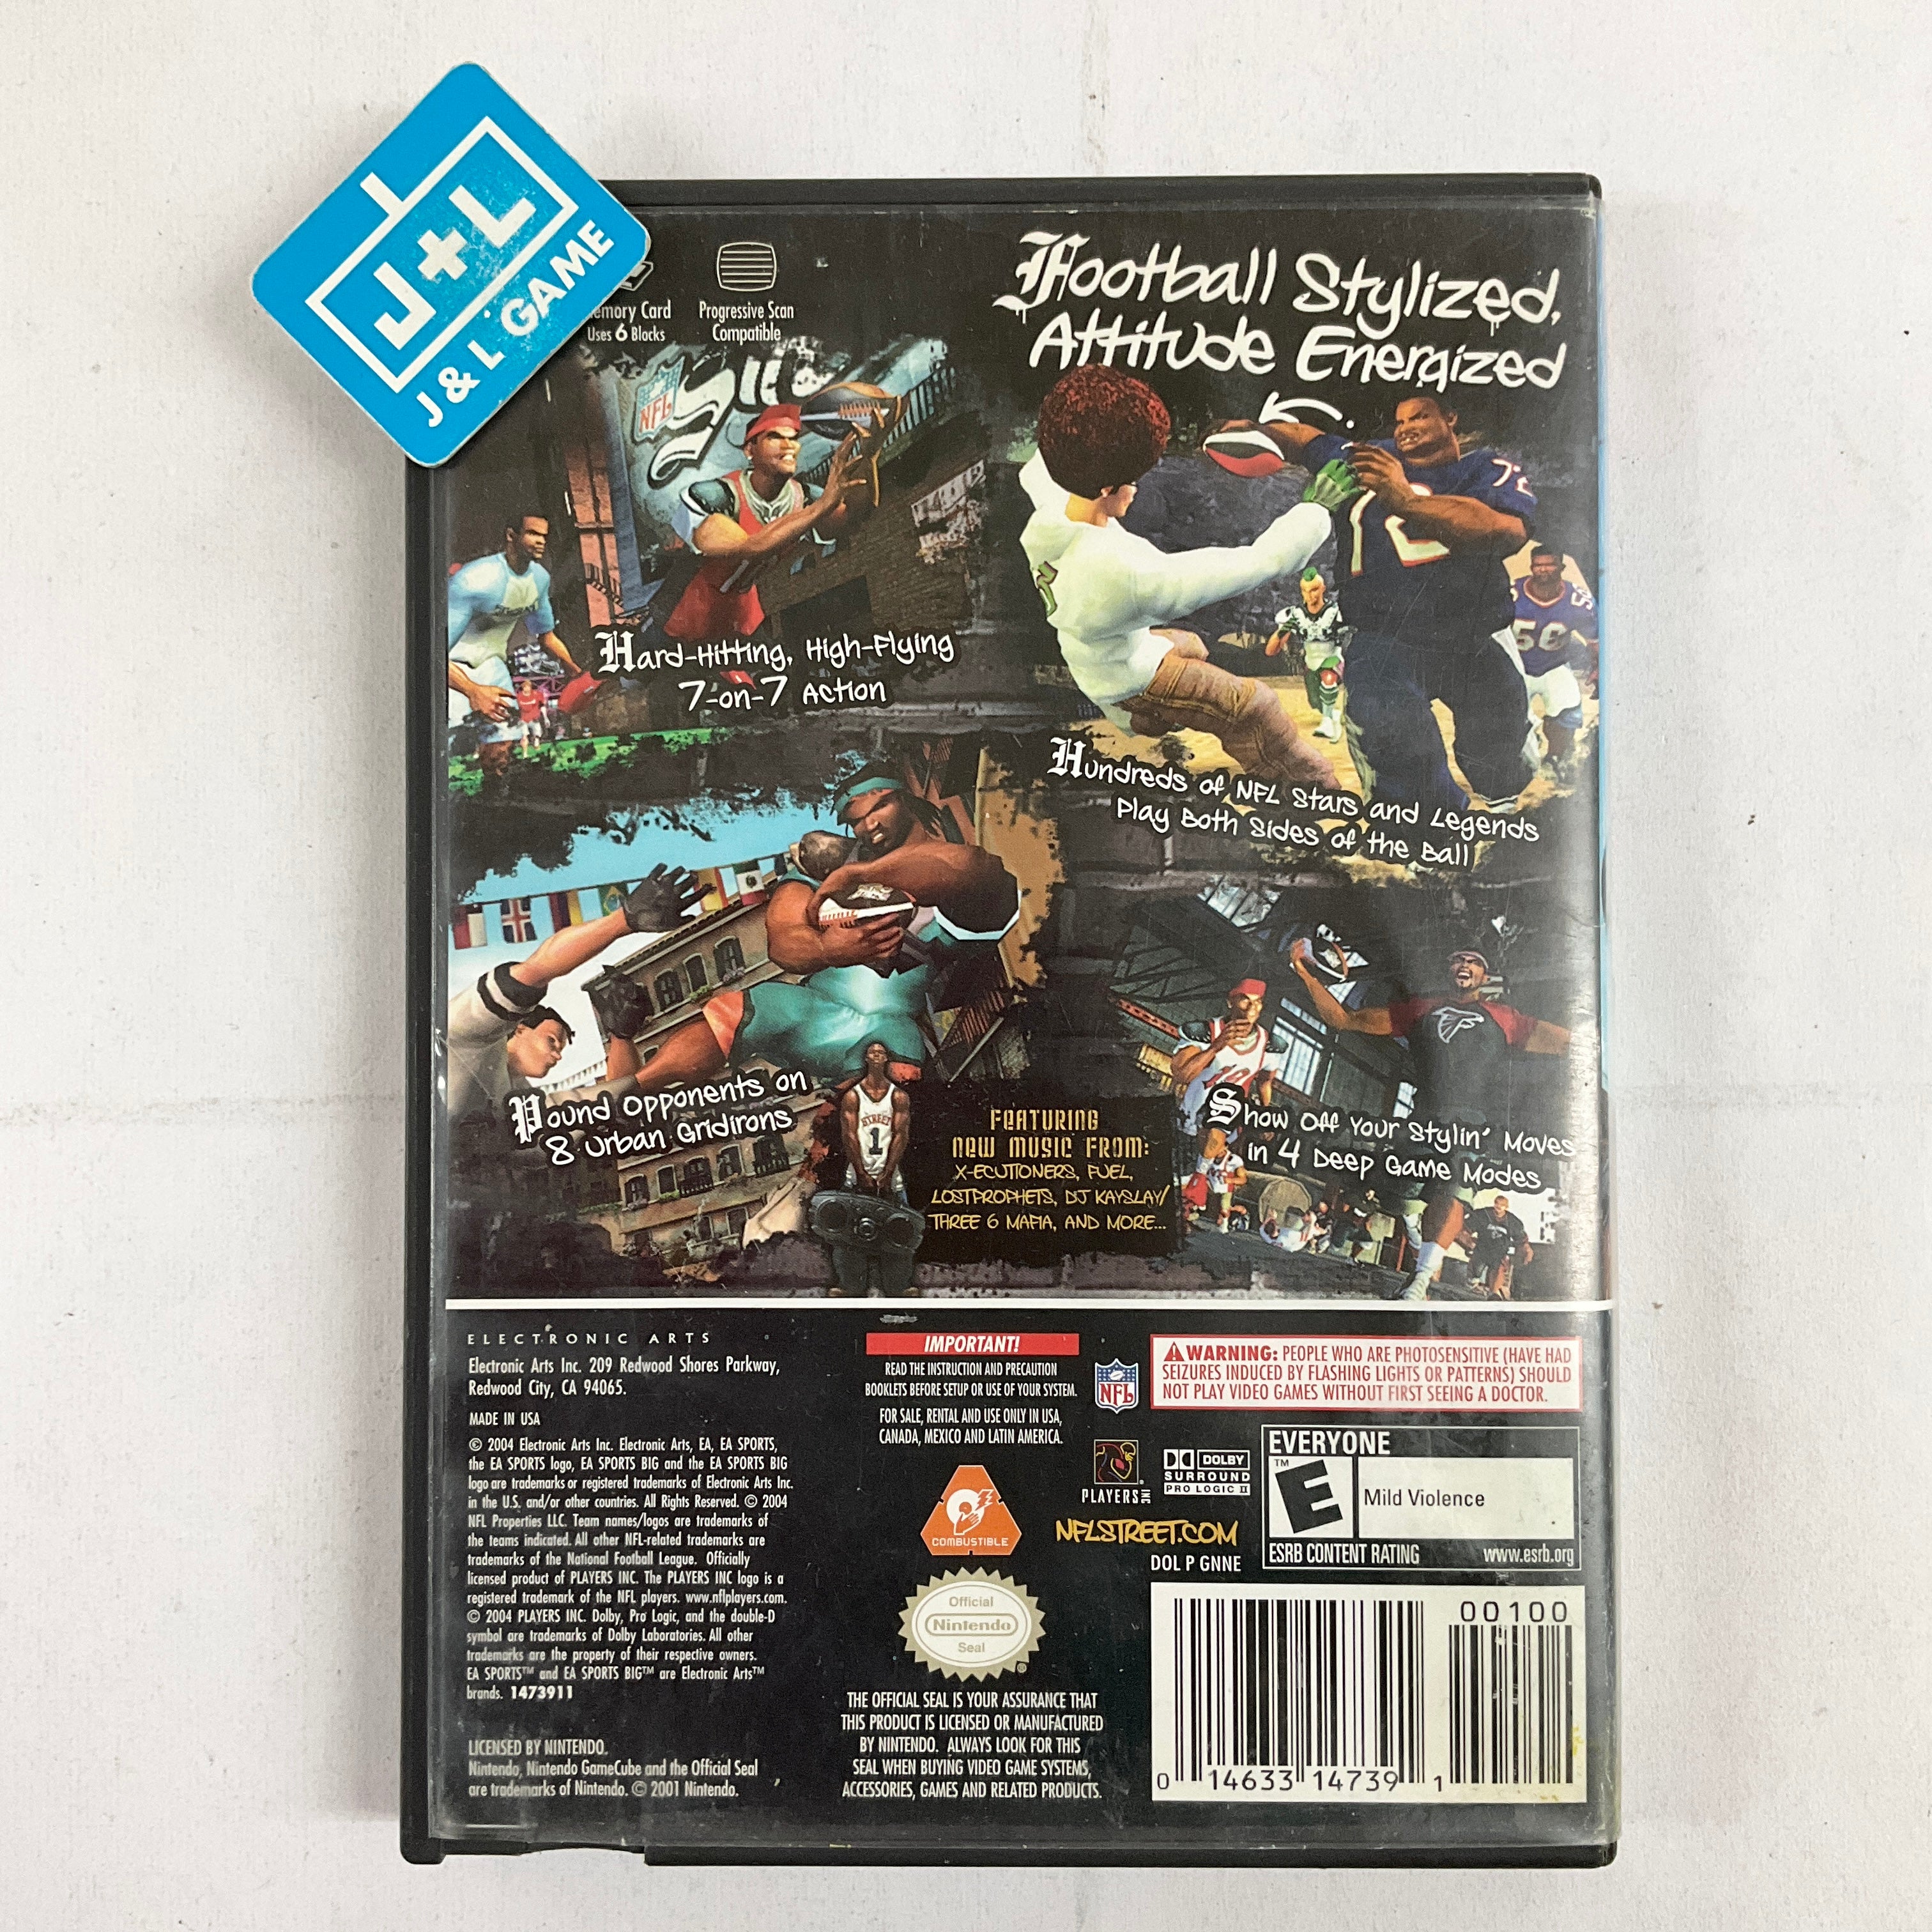 J+L
J & L GAME
Memory Card
Uses 6 Blocks
Progressive Scan
Compatible
Football Stylized,
Attitude Energized
NFL
72
72
56
Hard-Hitting, High-Flying
7-on-7 Action
Hundreds of NFL Stars and Legends
Play Both Sides of the Ball
Pound Opponents on
8 Urban Gridirons
STREET
1
FEATURING
NEW MUSIC FROM:
X-ECUTIONERS, FUEL,
LOSTPROPHETS, DJ KAYSLAY/
THREE 6 MAFIA, AND MORE...
Show Off Your Stylin' Moves
in 4 Deep Game Modes
ELECTRONIC ARTS
Electronic Arts Inc. 209 Redwood Shores Parkway,
Redwood City, CA 94065.
MADE IN USA
© 2004 Electronic Arts Inc. Electronic Arts, EA, EA SPORTS,
the EA SPORTS logo, EA SPORTS BIG and the EA SPORTS BIG
logo are trademarks or registered trademarks of Electronic Arts Inc.
in the U.S. and/or other countries. All Rights Reserved. © 2004
NFL Properties LLC. Team names/logos are trademarks of
the teams indicated. All other NFL-related trademarks are
trademarks of the National Football League. Officially
licensed product of PLAYERS INC. The PLAYERS INC logo is a
registered trademark of the NFL players. www.nflplayers.com.
© 2004 PLAYERS INC. Dolby, Pro Logic, and the double-D
symbol are trademarks of Dolby Laboratories. All other
trademarks are the property of their respective owners.
EA SPORTS™ and EA SPORTS BIG™ are Electronic Arts™
brands. 1473911
LICENSED BY NINTENDO.
Nintendo, Nintendo GameCube and the Official Seal
are trademarks of Nintendo. © 2001 Nintendo.
IMPORTANT!
READ THE INSTRUCTION AND PRECAUTION
BOOKLETS BEFORE SETUP OR USE OF YOUR SYSTEM.
FOR SALE, RENTAL AND USE ONLY IN USA,
CANADA, MEXICO AND LATIN AMERICA.
COMBUSTIBLE
Official
Nintendo
Seal
THE OFFICIAL SEAL IS YOUR ASSURANCE THAT
THIS PRODUCT IS LICENSED OR MANUFACTURED
BY NINTENDO. ALWAYS LOOK FOR THIS
SEAL WHEN BUYING VIDEO GAME SYSTEMS,
ACCESSORIES, GAMES AND RELATED PRODUCTS.
NFL
PLAYERS INC
DOLBY
SURROUND
PRO LOGIC II
NFLSTREET.COM
DOL P GNNE
WARNING: PEOPLE WHO ARE PHOTOSENSITIVE (HAVE HAD
SEIZURES INDUCED BY FLASHING LIGHTS OR PATTERNS) SHOULD
NOT PLAY VIDEO GAMES WITHOUT FIRST SEEING A DOCTOR.
EVERYONE
E™
Mild Violence
ESRB CONTENT RATING www.esrb.org
00100
0 14633 14739 1